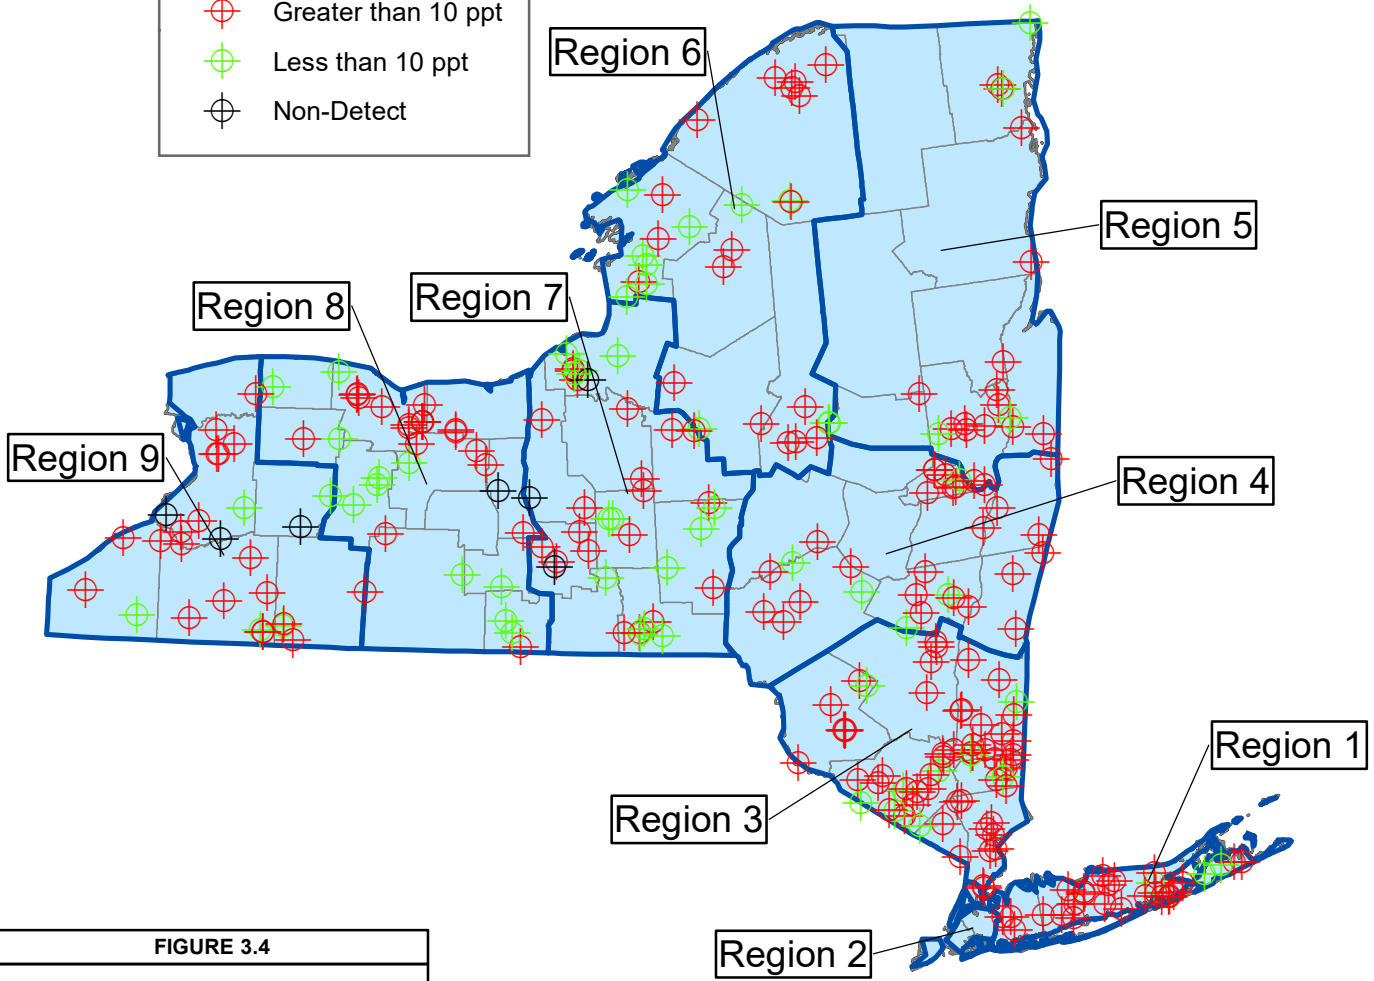 Greater than 10 ppt
Less than 10 ppt
Non-Detect
Region 6
Region 5
Region 8
Region 7
Region 9
Region 4
Region 1
Region 3
Region 2
FIGURE 3.4